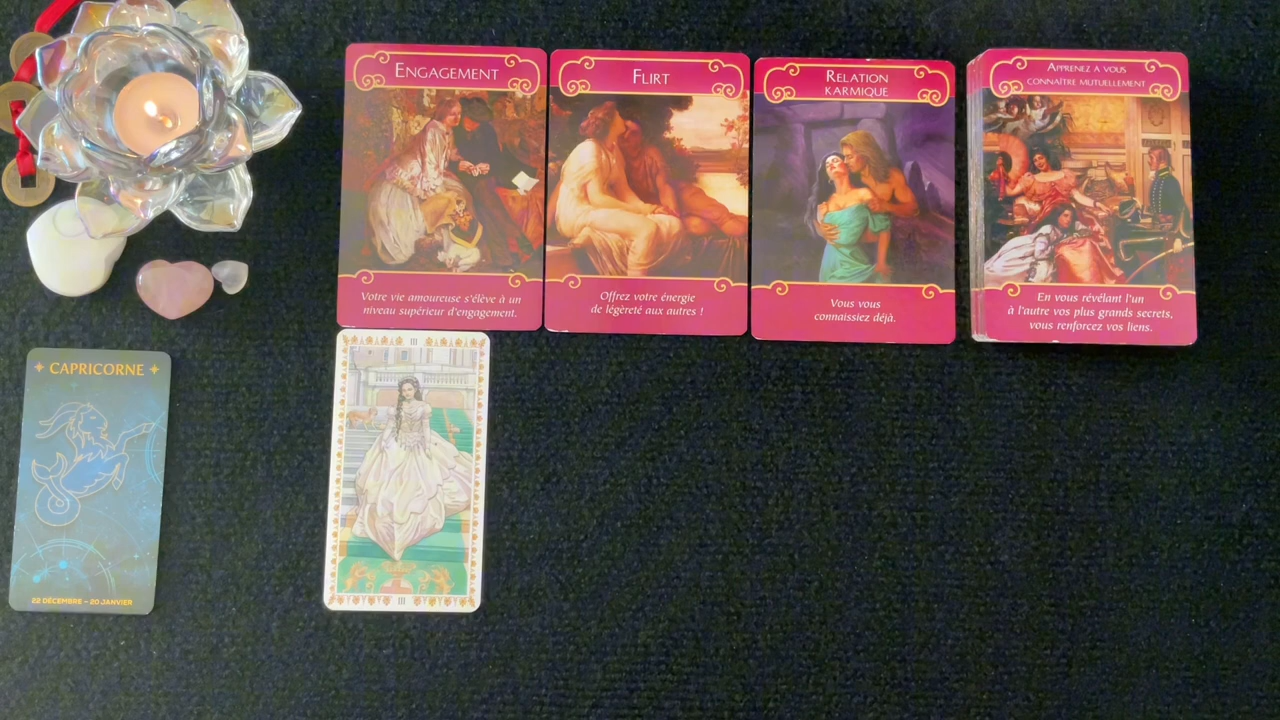 ENGAGEMENT
Votre vie amoureuse s'élève à un
niveau supérieur d'engagement.
FLIRT
Offrez votre énergie
de légèreté aux autres !
RELATION
KARMIQUE
Vous vous
connaissiez déjà.
APPRENEZ À VOUS
CONNAÎTRE MUTUELLEMENT
En vous révélant l'un
à l'autre vos plus grands secrets,
vous renforcez vos liens.
CAPRICORNE
22 DÉCEMBRE – 20 JANVIER
III
III